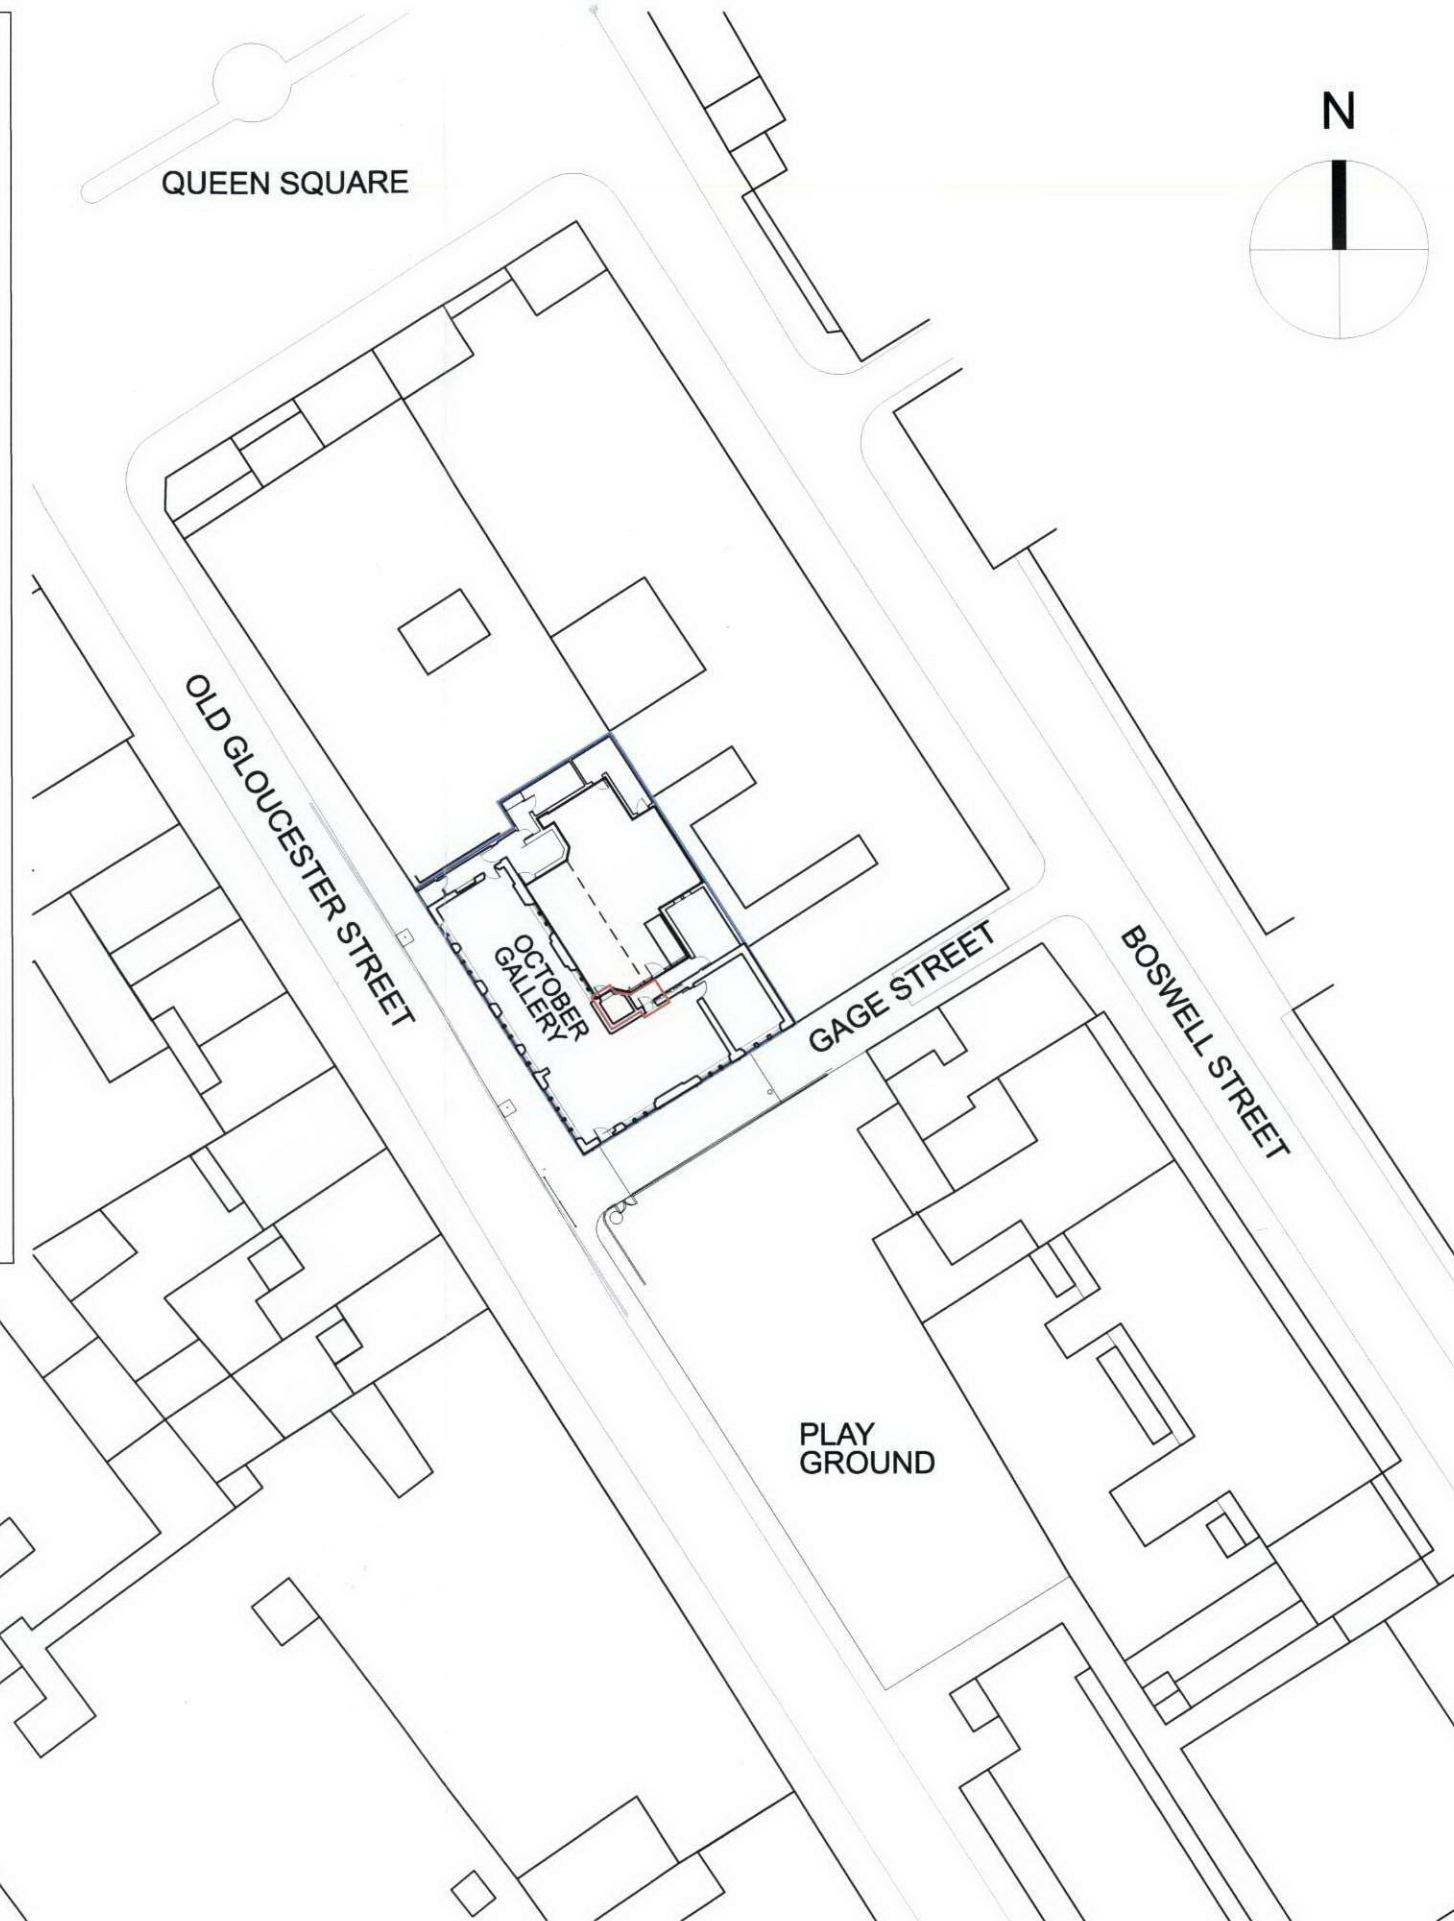 N
QUEEN SQUARE
OLD GLOUCESTER STREET
OCTOBER
GALLERY
GAGE STREET
BOSWELL STREET
PLAY
GROUND